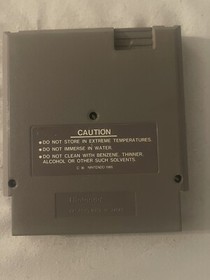 CAUTION
• DO NOT STORE IN EXTREME TEMPERATURES.
• DO NOT IMMERSE IN WATER.
• DO NOT CLEAN WITH BENZENE, THINNER,
ALCOHOL OR OTHER SUCH SOLVENTS.
NINTENDO